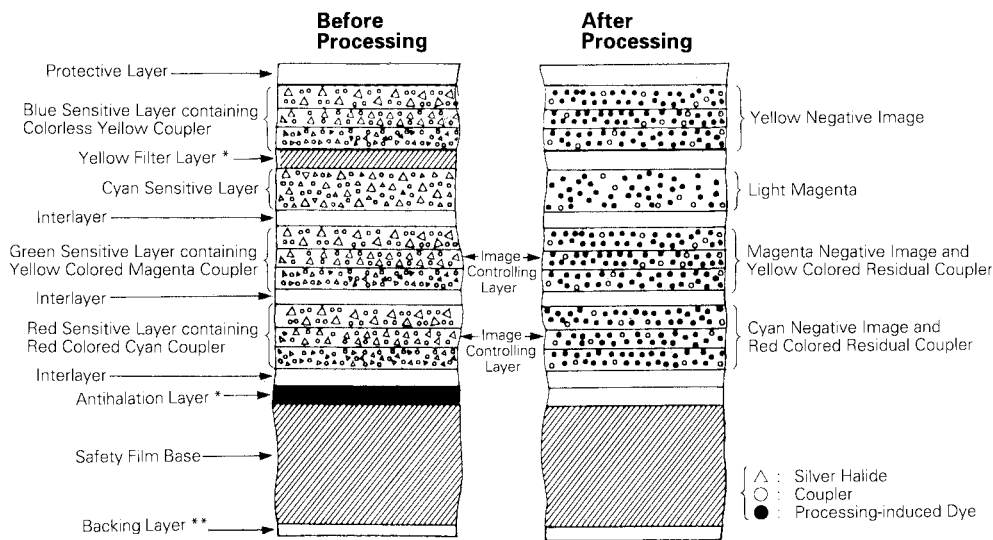 Before
Processing
After
Processing
Protective Layer
Blue Sensitive Layer containing
Colorless Yellow Coupler
Yellow Filter Layer *
Cyan Sensitive Layer
Interlayer
Green Sensitive Layer containing
Yellow Colored Magenta Coupler
Interlayer
Red Sensitive Layer containing
Red Colored Cyan Coupler
Interlayer
Antihalation Layer *
Safety Film Base
Backing Layer **
Image
Controlling
Layer
Image
Controlling
Layer
Yellow Negative Image
Light Magenta
Magenta Negative Image and
Yellow Colored Residual Coupler
Cyan Negative Image and
Red Colored Residual Coupler
△ : Silver Halide
○ : Coupler
● : Processing-induced Dye